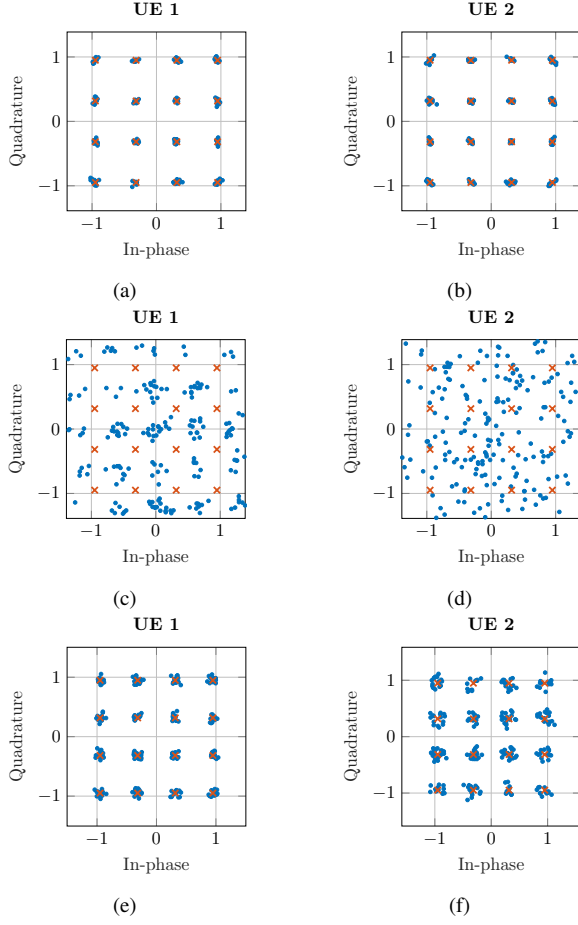 UE 1
UE 2
1
0
−1
−1
0
1
Quadrature
In-phase
1
0
−1
−1
0
1
Quadrature
In-phase
(a)
(b)
UE 1
UE 2
1
0
−1
−1
0
1
Quadrature
In-phase
1
0
−1
−1
0
1
Quadrature
In-phase
(c)
(d)
UE 1
UE 2
1
0
−1
−1
0
1
Quadrature
In-phase
1
0
−1
−1
0
1
Quadrature
In-phase
(e)
(f)